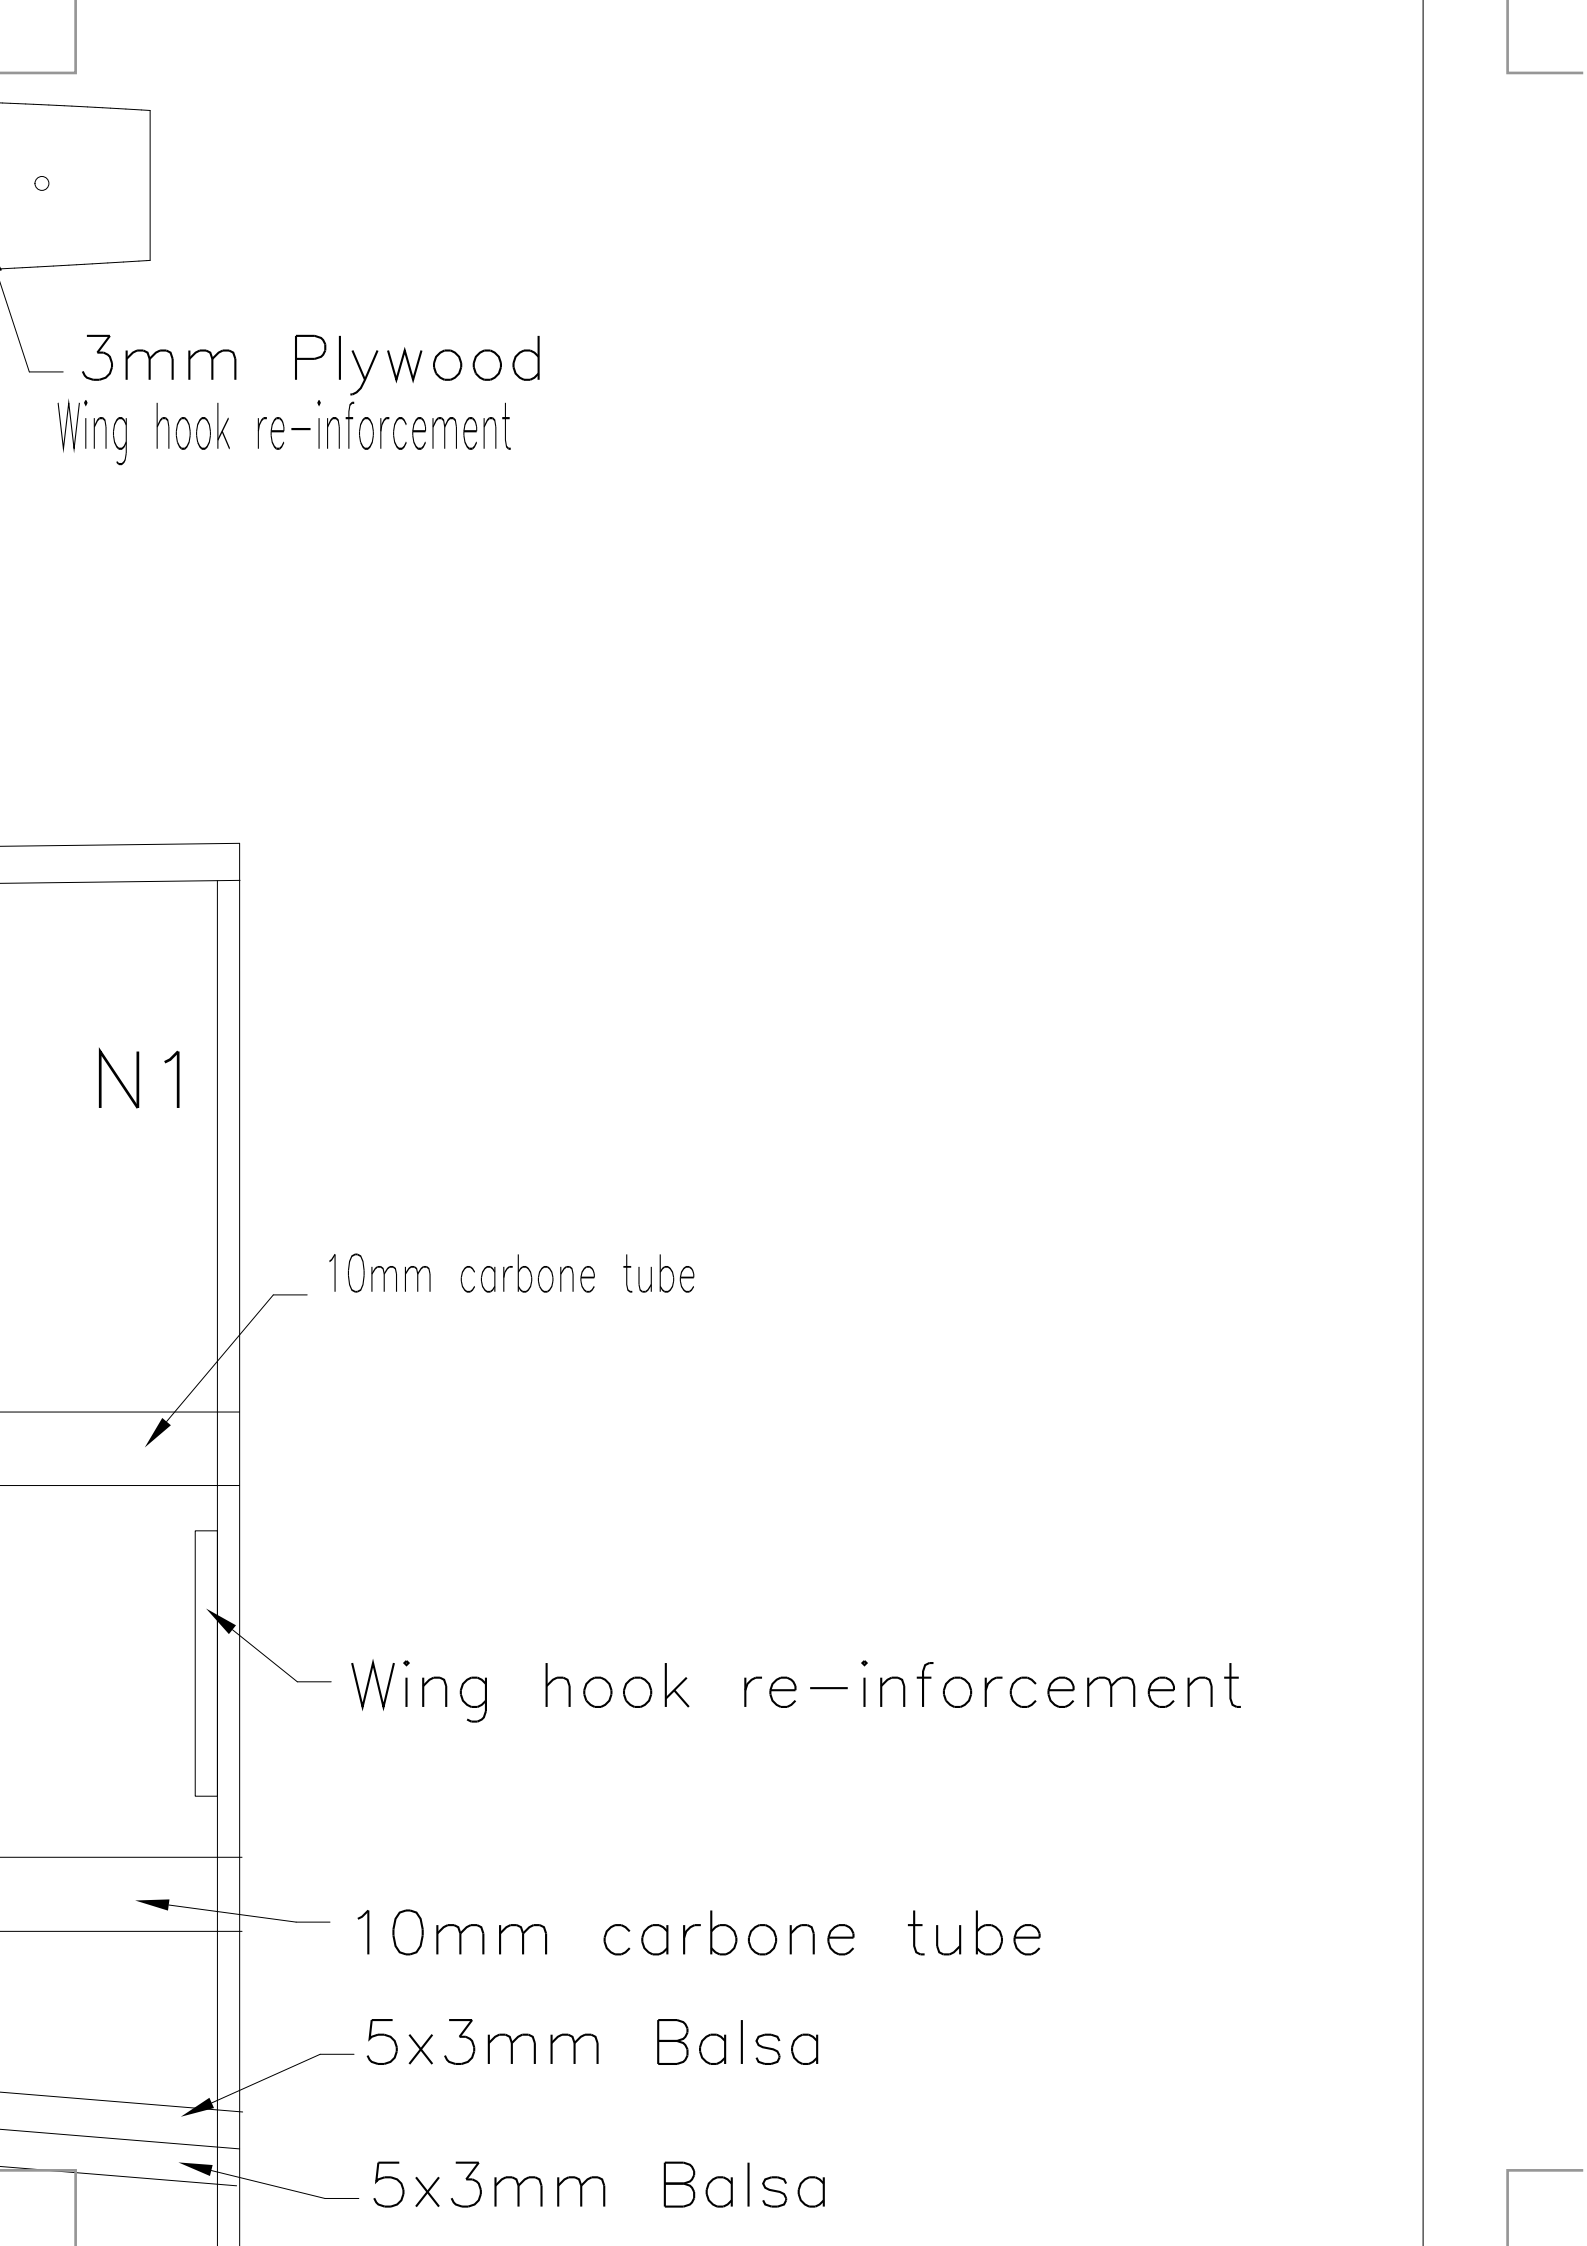 3mm Plywood
Wing hook re-inforcement
N1
10mm carbone tube
Wing hook re-inforcement
10mm carbone tube
5x3mm Balsa
5x3mm Balsa